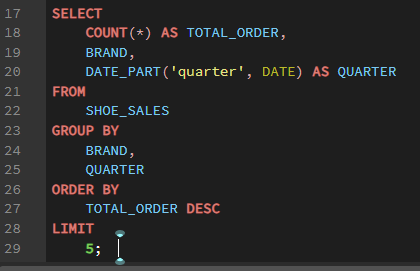 17 SELECT
18     COUNT(*) AS TOTAL_ORDER,
19     BRAND,
20     DATE_PART('quarter', DATE) AS QUARTER
21 FROM
22     SHOE_SALES
23 GROUP BY
24     BRAND,
25     QUARTER
26 ORDER BY
27     TOTAL_ORDER DESC
28 LIMIT
29     5;